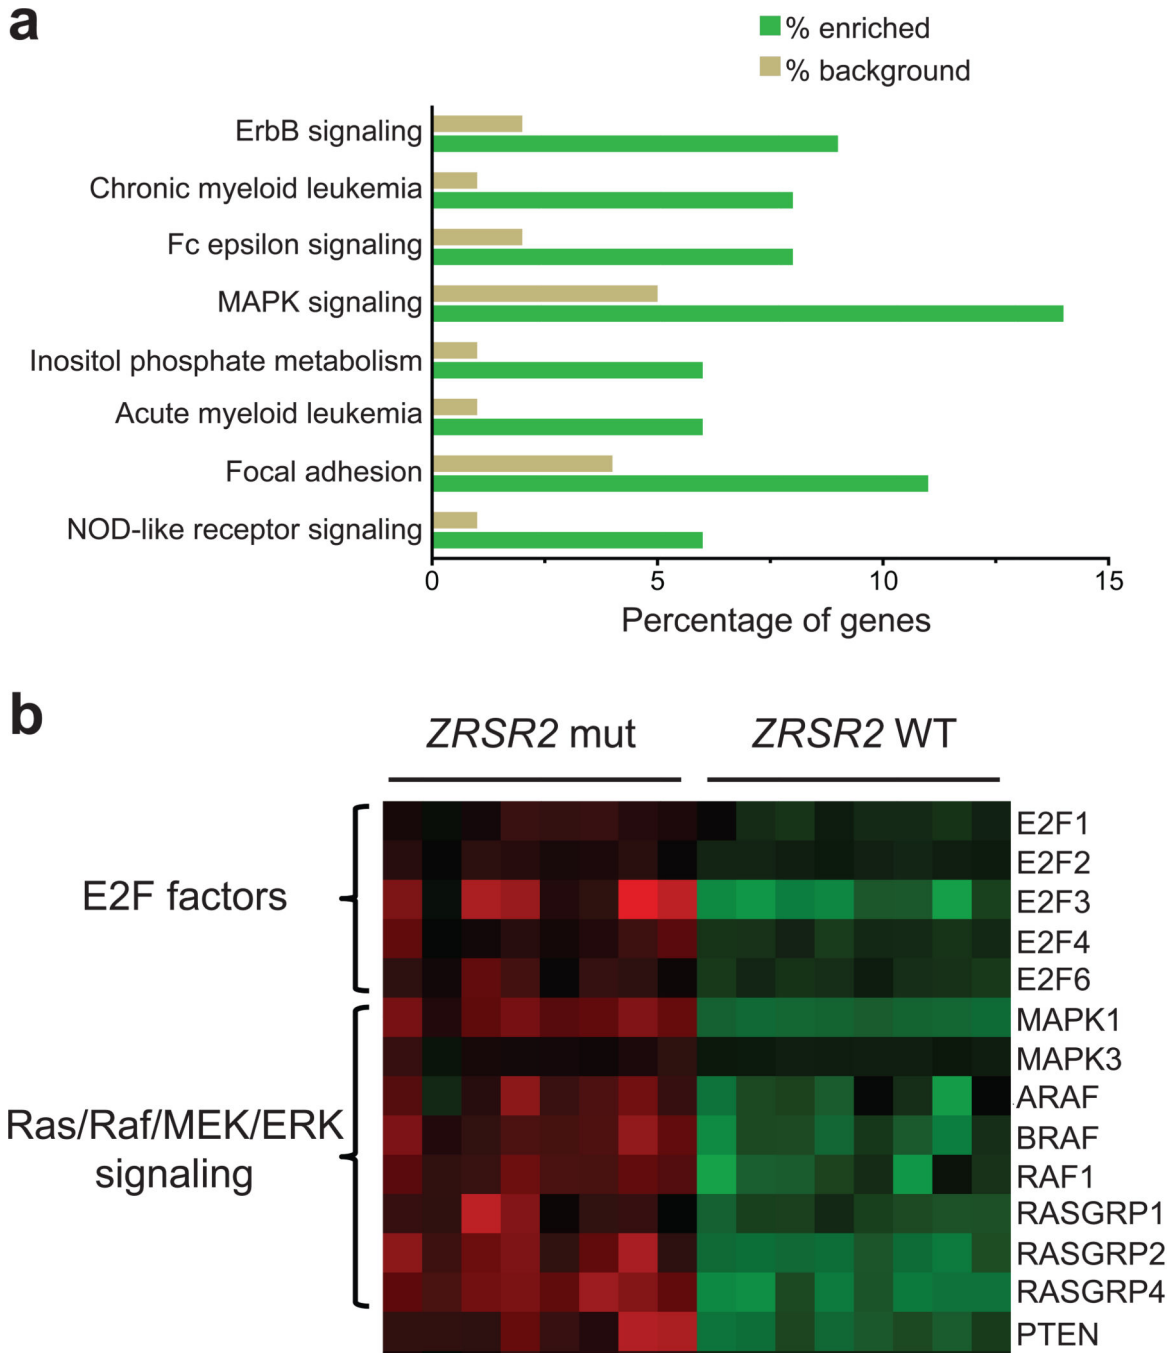 a
% enriched
% background
ErbB signaling
Chronic myeloid leukemia
Fc epsilon signaling
MAPK signaling
Inositol phosphate metabolism
Acute myeloid leukemia
Focal adhesion
NOD-like receptor signaling
0 5 10 15
Percentage of genes
b
ZRSR2 mut ZRSR2 WT
E2F factors
E2F1
E2F2
E2F3
E2F4
E2F6
Ras/Raf/MEK/ERK
signaling
MAPK1
MAPK3
ARAF
BRAF
RAF1
RASGRP1
RASGRP2
RASGRP4
PTEN